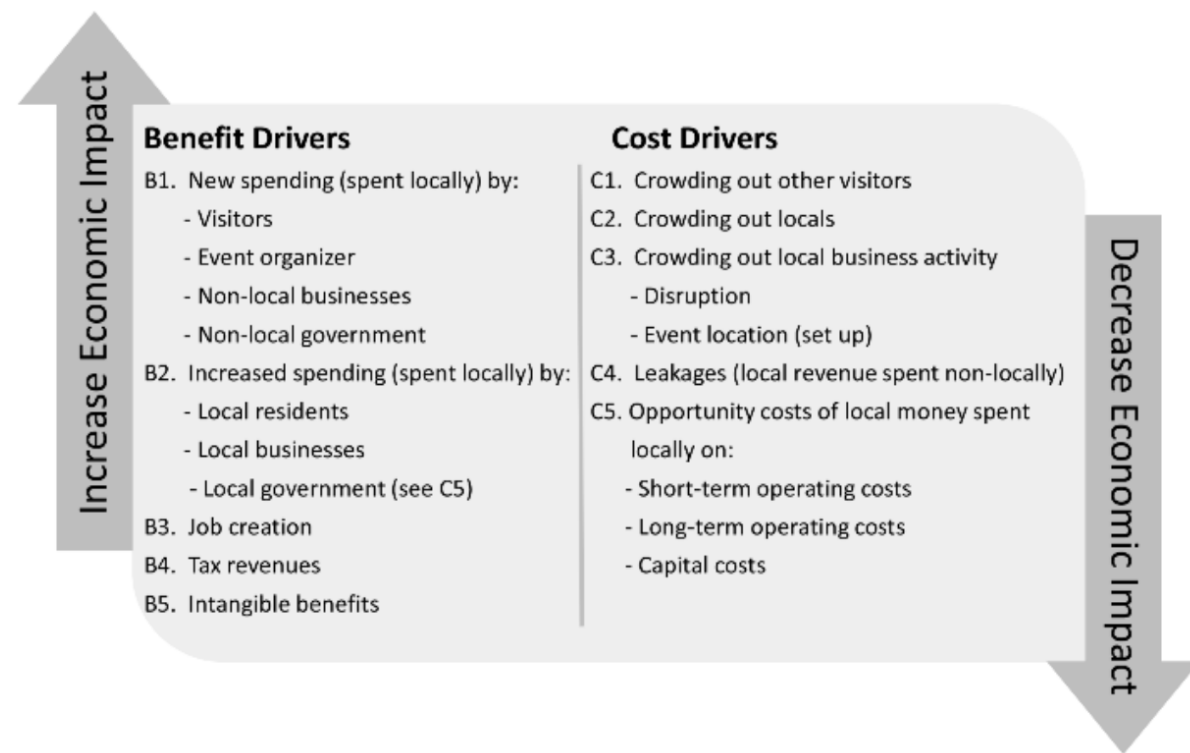 Increase Economic Impact
Benefit Drivers
B1. New spending (spent locally) by:
- Visitors
- Event organizer
- Non-local businesses
- Non-local government
B2. Increased spending (spent locally) by:
- Local residents
- Local businesses
- Local government (see C5)
B3. Job creation
B4. Tax revenues
B5. Intangible benefits
Cost Drivers
C1. Crowding out other visitors
C2. Crowding out locals
C3. Crowding out local business activity
- Disruption
- Event location (set up)
C4. Leakages (local revenue spent non-locally)
C5. Opportunity costs of local money spent
locally on:
- Short-term operating costs
- Long-term operating costs
- Capital costs
Decrease Economic Impact